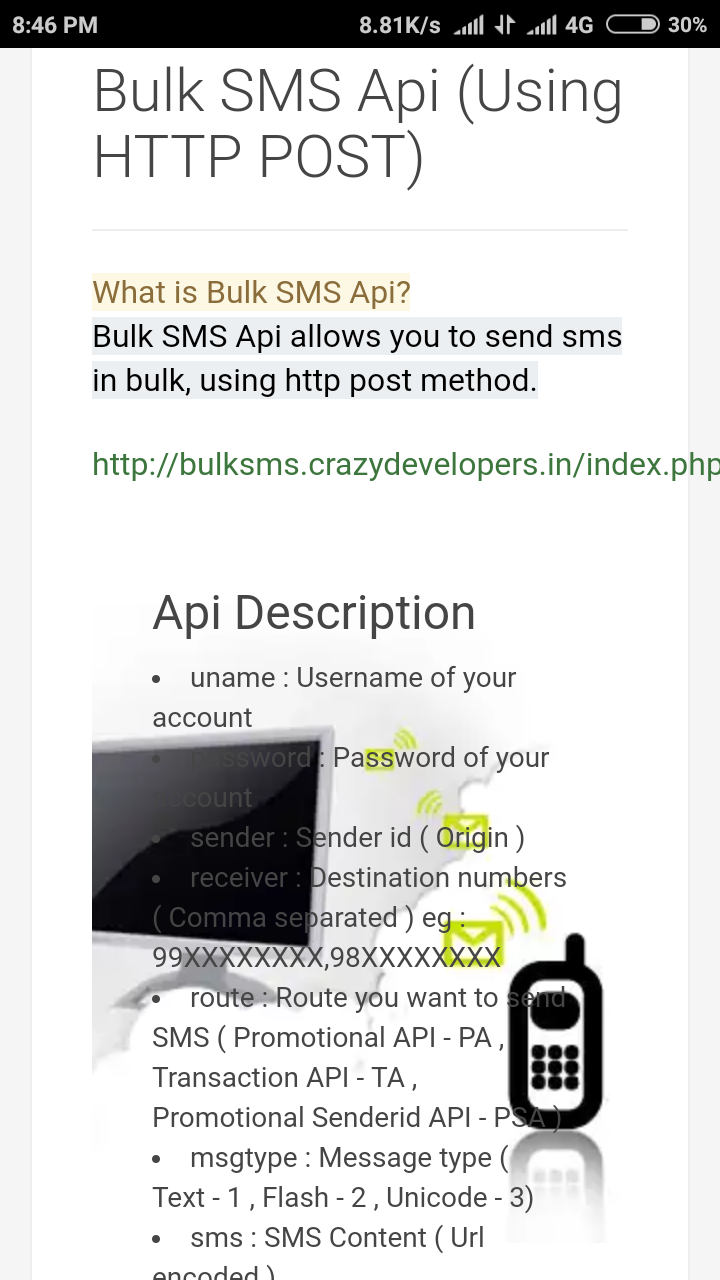 8:46 PM 8.81K/s 4G 30%
Bulk SMS Api (Using
HTTP POST)
What is Bulk SMS Api?
Bulk SMS Api allows you to send sms
in bulk, using http post method.
http://bulksms.crazydevelopers.in/index.php
Api Description
• uname : Username of your
account
• password : Password of your
account
• sender : Sender id ( Origin )
• receiver : Destination numbers
( Comma separated ) eg :
99XXXXXXXX,98XXXXXXXX
• route : Route you want to send
SMS ( Promotional API - PA ,
Transaction API - TA ,
Promotional Senderid API - PSA )
• msgtype : Message type (
Text - 1 , Flash - 2 , Unicode - 3)
• sms : SMS Content ( Url
encoded )